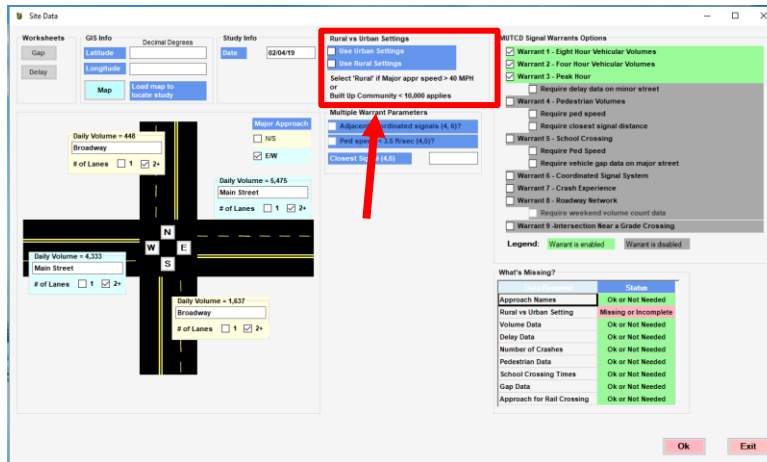 Site Data
Worksheets
Gap
Delay
GIS Info
Decimal Degrees
Latitude
Longitude
Map
Load map to
locate study
Study Info
Date 02/04/19
Rural vs Urban Settings
Use Urban Settings
Use Rural Settings
Select 'Rural' if Major appr speed > 40 MPH
or
Built Up Community < 10,000 applies
Multiple Warrant Parameters
Adjacent coordinated signals (4, 6)?
Ped speed < 3.5 ft/sec (4,5)?
Closest Signal (4,6)
MUTCD Signal Warrants Options
Warrant 1 - Eight Hour Vehicular Volumes
Warrant 2 - Four Hour Vehicular Volumes
Warrant 3 - Peak Hour
Require delay data on minor street
Warrant 4 - Pedestrian Volumes
Require ped speed
Require closest signal distance
Warrant 5 - School Crossing
Require Ped Speed
Require vehicle gap data on major street
Warrant 6 - Coordinated Signal System
Warrant 7 - Crash Experience
Warrant 8 - Roadway Network
Require weekend volume count data
Warrant 9 -Intersection Near a Grade Crossing
Legend: Warrant is enabled Warrant is disabled
Major Approach
N/S
E/W
Daily Volume = 448
Broadway
# of Lanes 1 2+
Daily Volume = 5,475
Main Street
# of Lanes 1 2+
N
W E
S
Daily Volume = 4,333
Main Street
# of Lanes 1 2+
Daily Volume = 1,637
Broadway
# of Lanes 1 2+
What's Missing?
Data Required Status
Approach Names Ok or Not Needed
Rural vs Urban Setting Missing or Incomplete
Volume Data Ok or Not Needed
Delay Data Ok or Not Needed
Number of Crashes Ok or Not Needed
Pedestrian Data Ok or Not Needed
School Crossing Times Ok or Not Needed
Gap Data Ok or Not Needed
Approach for Rail Crossing Ok or Not Needed
Ok
Exit